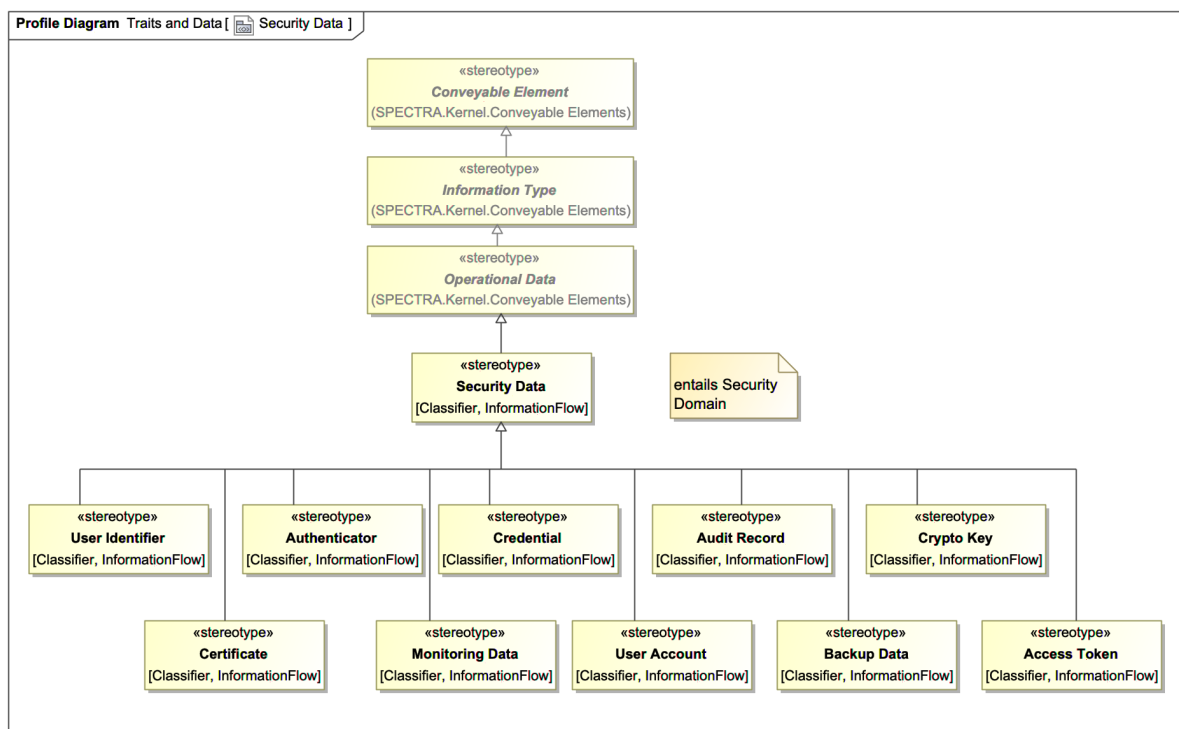 Profile Diagram Traits and Data [ Security Data ]
«stereotype»
Conveyable Element
(SPECTRA.Kernel.Conveyable Elements)
«stereotype»
Information Type
(SPECTRA.Kernel.Conveyable Elements)
«stereotype»
Operational Data
(SPECTRA.Kernel.Conveyable Elements)
«stereotype»
Security Data
[Classifier, InformationFlow]
entails Security
Domain
«stereotype»
User Identifier
[Classifier, InformationFlow]
«stereotype»
Authenticator
[Classifier, InformationFlow]
«stereotype»
Credential
[Classifier, InformationFlow]
«stereotype»
Audit Record
[Classifier, InformationFlow]
«stereotype»
Crypto Key
[Classifier, InformationFlow]
«stereotype»
Certificate
[Classifier, InformationFlow]
«stereotype»
Monitoring Data
[Classifier, InformationFlow]
«stereotype»
User Account
[Classifier, InformationFlow]
«stereotype»
Backup Data
[Classifier, InformationFlow]
«stereotype»
Access Token
[Classifier, InformationFlow]